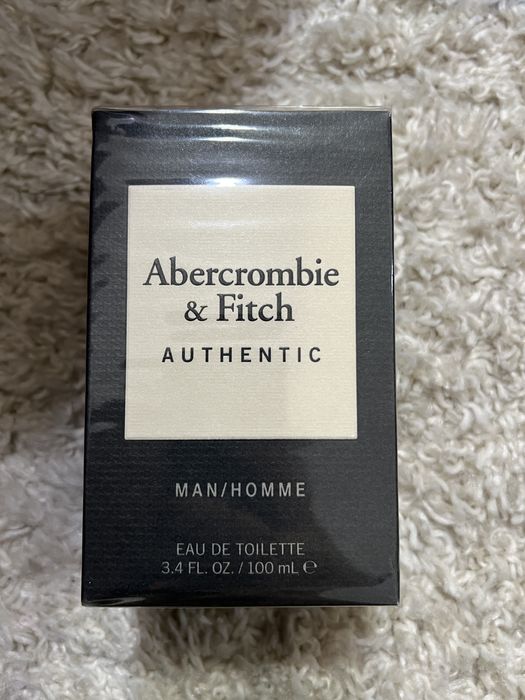 Abercrombie
& Fitch
AUTHENTIC
MAN/HOMME
EAU DE TOILETTE
3.4 FL. OZ. / 100 mL ℮